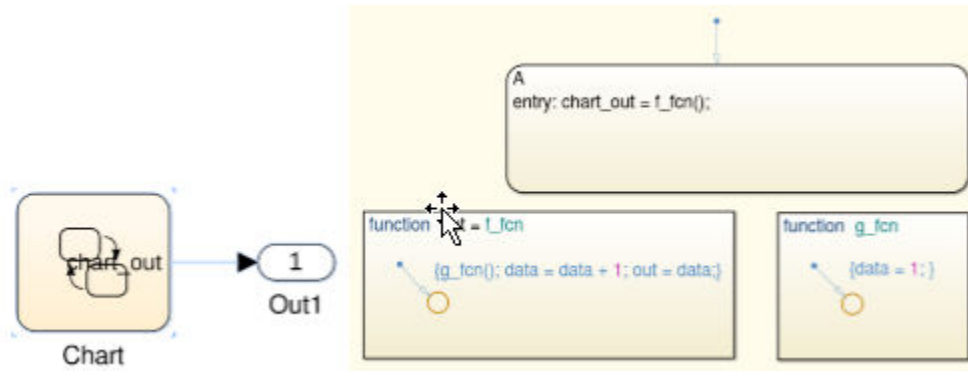 A
entry: chart_out = f_fcn();
function t = f_fcn
{g_fcn(); data = data + 1; out = data;}
function g_fcn
{data = 1; }
chart_out
1
Out1
Chart